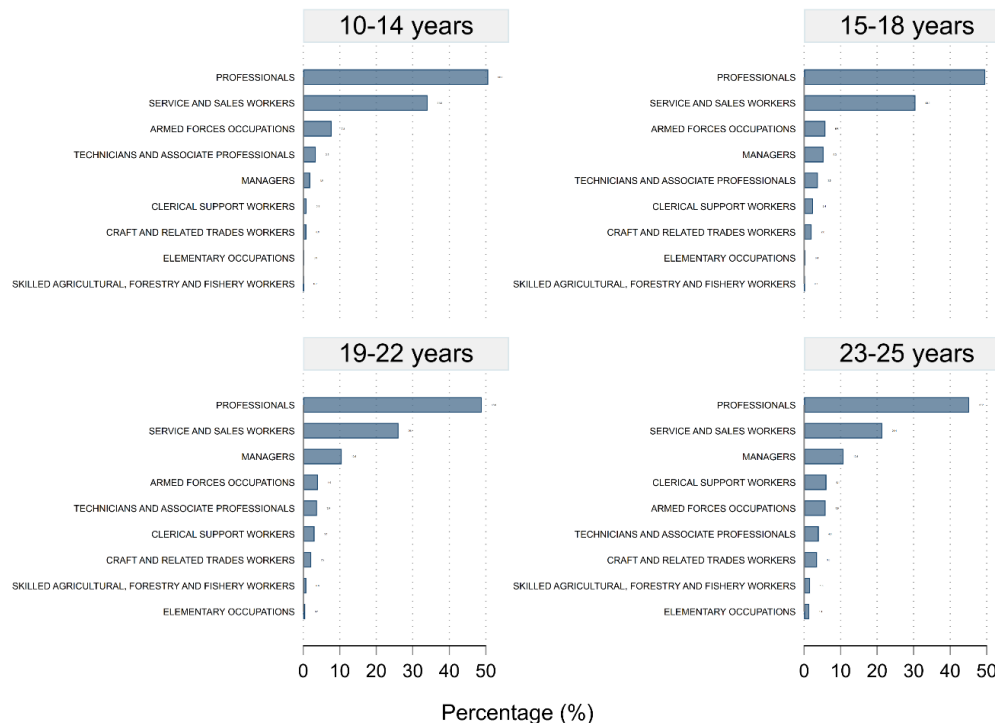 10-14 years
PROFESSIONALS
SERVICE AND SALES WORKERS
ARMED FORCES OCCUPATIONS
TECHNICIANS AND ASSOCIATE PROFESSIONALS
MANAGERS
CLERICAL SUPPORT WORKERS
CRAFT AND RELATED TRADES WORKERS
ELEMENTARY OCCUPATIONS
SKILLED AGRICULTURAL, FORESTRY AND FISHERY WORKERS
15-18 years
PROFESSIONALS
SERVICE AND SALES WORKERS
ARMED FORCES OCCUPATIONS
MANAGERS
TECHNICIANS AND ASSOCIATE PROFESSIONALS
CLERICAL SUPPORT WORKERS
CRAFT AND RELATED TRADES WORKERS
ELEMENTARY OCCUPATIONS
SKILLED AGRICULTURAL, FORESTRY AND FISHERY WORKERS
19-22 years
PROFESSIONALS
SERVICE AND SALES WORKERS
MANAGERS
ARMED FORCES OCCUPATIONS
TECHNICIANS AND ASSOCIATE PROFESSIONALS
CLERICAL SUPPORT WORKERS
CRAFT AND RELATED TRADES WORKERS
SKILLED AGRICULTURAL, FORESTRY AND FISHERY WORKERS
ELEMENTARY OCCUPATIONS
0 10 20 30 40 50
23-25 years
PROFESSIONALS
SERVICE AND SALES WORKERS
MANAGERS
CLERICAL SUPPORT WORKERS
ARMED FORCES OCCUPATIONS
TECHNICIANS AND ASSOCIATE PROFESSIONALS
CRAFT AND RELATED TRADES WORKERS
SKILLED AGRICULTURAL, FORESTRY AND FISHERY WORKERS
ELEMENTARY OCCUPATIONS
0 10 20 30 40 50
Percentage (%)